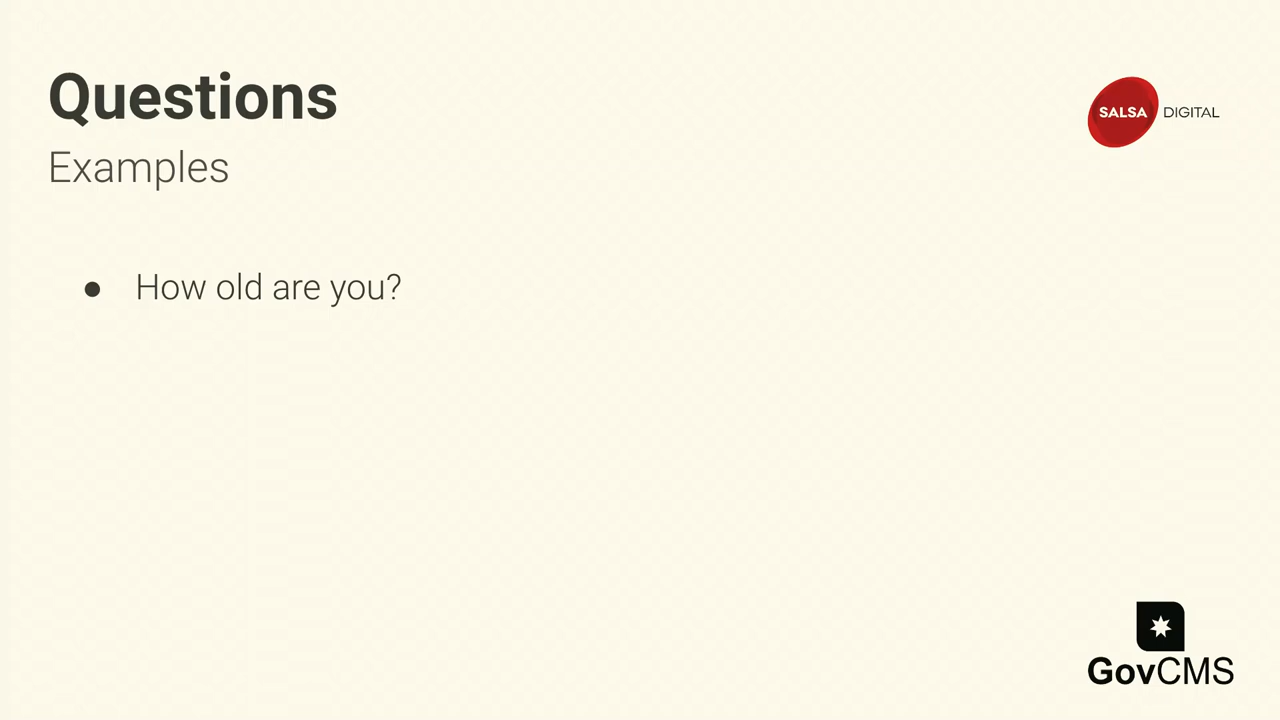 Questions
SALSA DIGITAL
Examples
● How old are you?
GovCMS